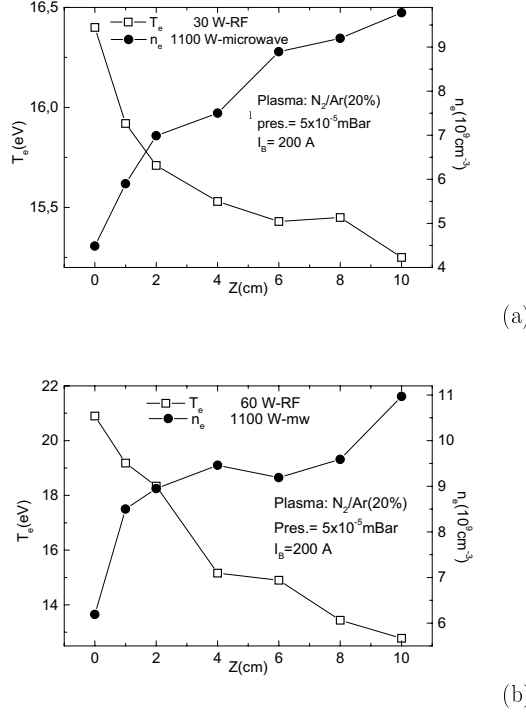 16,5
16,0
15,5
T_e(eV)
T_e 30 W-RF
n_e 1100 W-microwave
Plasma: N_2/Ar(20%)
pres.= 5x10^-5 mBar
I_B= 200 A
9
8
7
6
5
4
n_e(10^9cm^-3)
0 2 4 6 8 10
Z(cm)
(a)
22
20
18
16
14
T_e(eV)
T_e 60 W-RF
n_e 1100 W-mw
Plasma: N_2/Ar(20%)
Pres.= 5x10^-5 mBar
I_B=200 A
11
10
9
8
7
6
n_e(10^9cm^-3)
0 2 4 6 8 10
Z(cm)
(b)